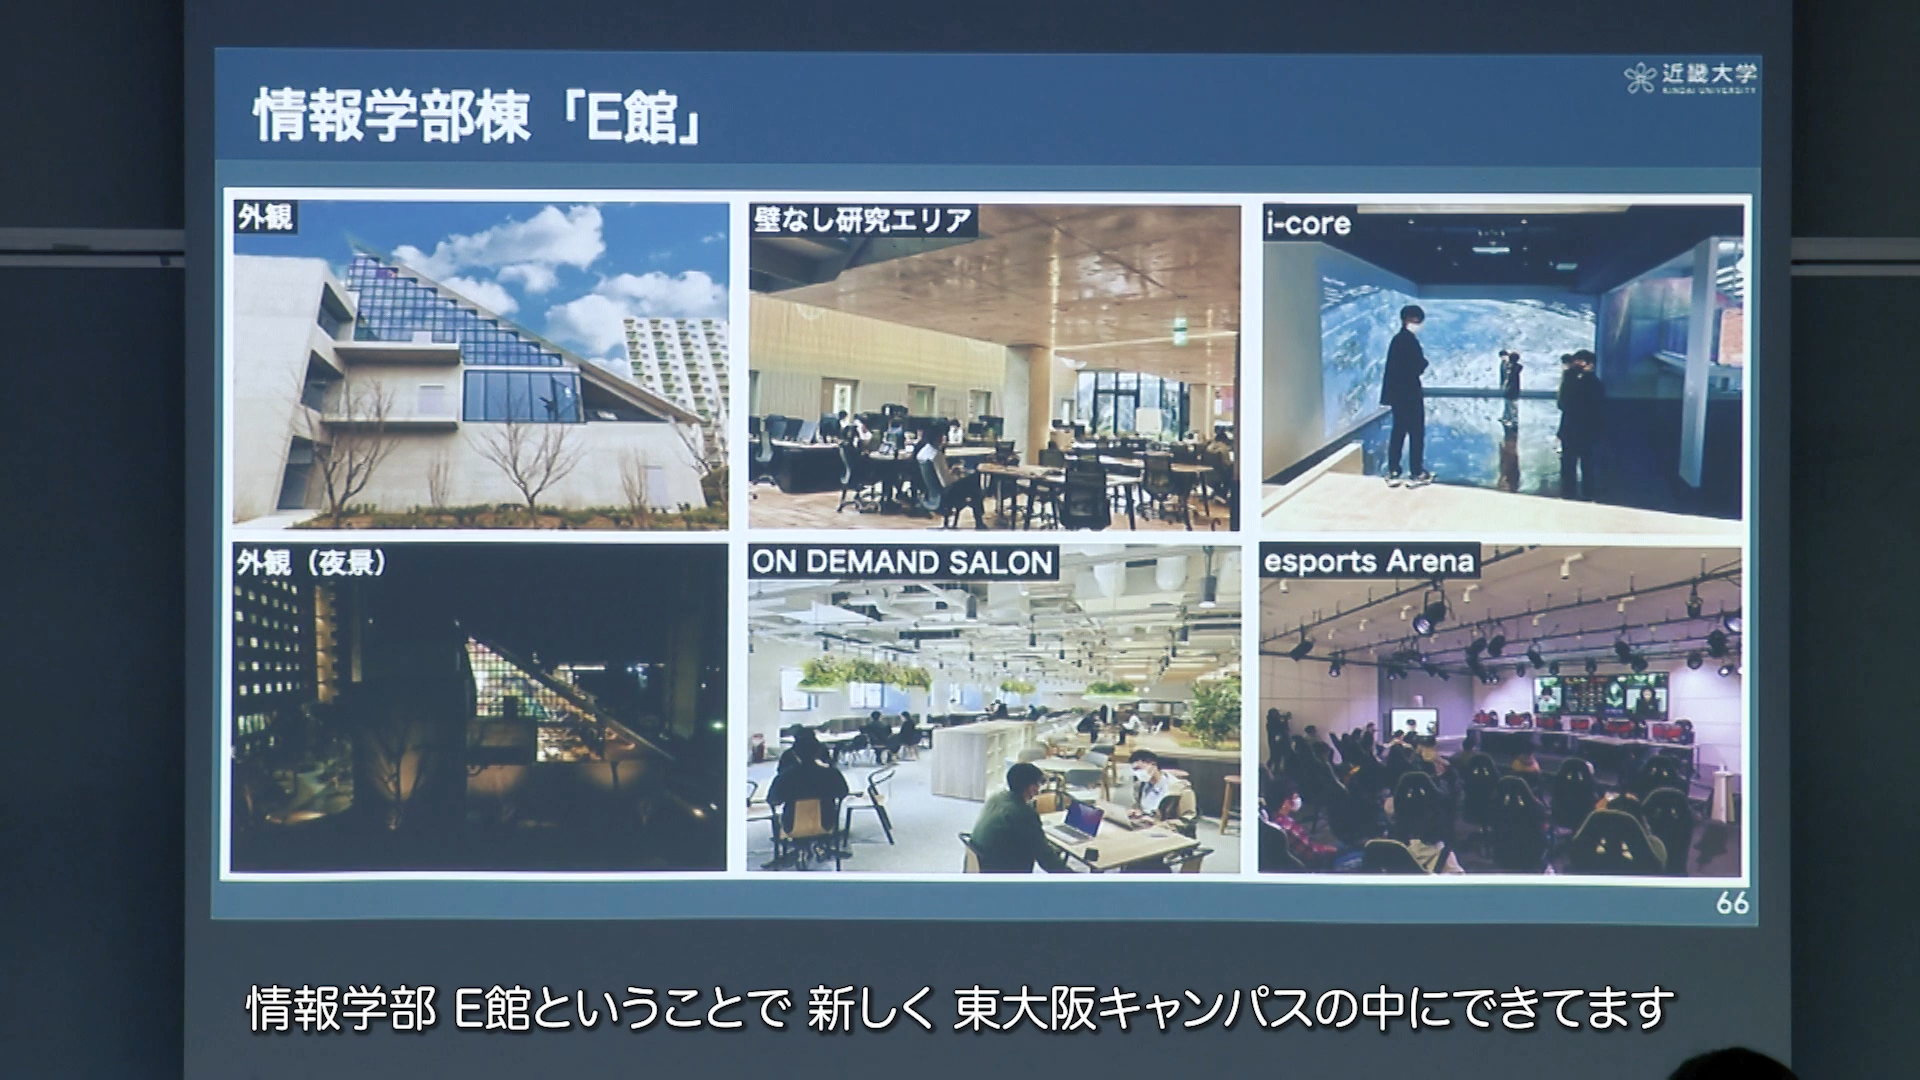 情報学部棟「E館」
近畿大学
KINDAI UNIVERSITY
外観
壁なし研究エリア
i-core
外観（夜景）
ON DEMAND SALON
esports Arena
66
情報学部 E館ということで 新しく 東大阪キャンパスの中にできてます